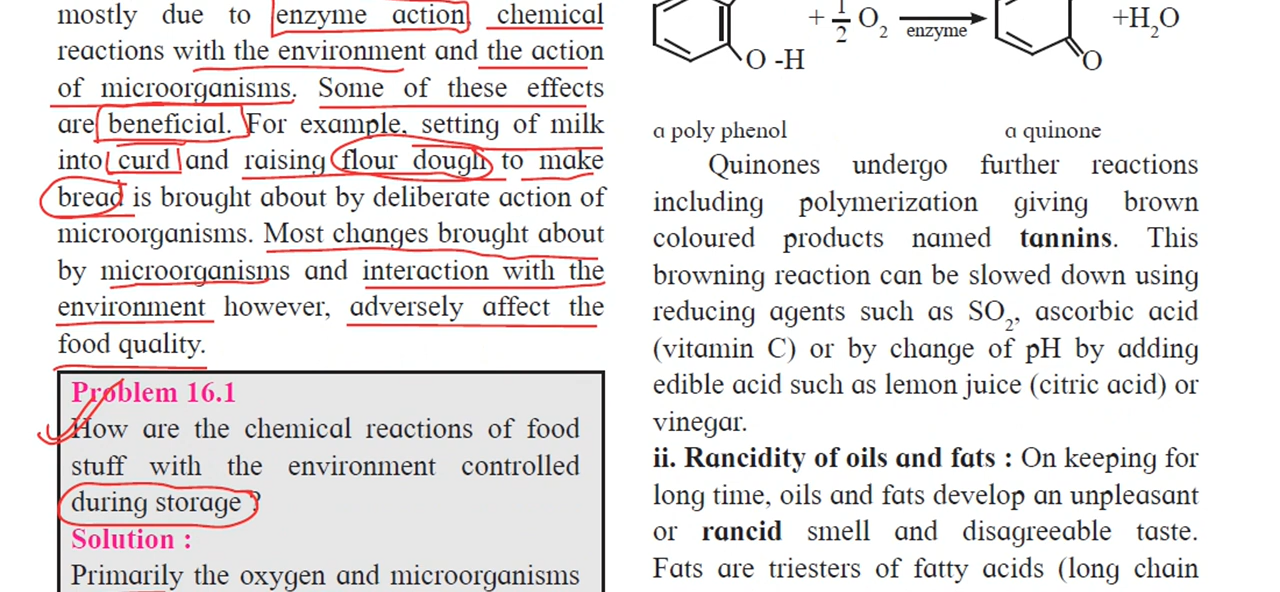 mostly due to enzyme action, chemical
reactions with the environment and the action
of microorganisms. Some of these effects
are beneficial. For example, setting of milk
into curd and raising flour dough to make
bread is brought about by deliberate action of
microorganisms. Most changes brought about
by microorganisms and interaction with the
environment however, adversely affect the
food quality.
Problem 16.1
How are the chemical reactions of food
stuff with the environment controlled
during storage ?
Solution :
Primarily the oxygen and microorganisms
O -H
+ 1/2 O₂
enzyme
O
+H₂O
a poly phenol
a quinone
Quinones undergo further reactions
including polymerization giving brown
coloured products named tannins. This
browning reaction can be slowed down using
reducing agents such as SO₂, ascorbic acid
(vitamin C) or by change of pH by adding
edible acid such as lemon juice (citric acid) or
vinegar.
ii. Rancidity of oils and fats : On keeping for
long time, oils and fats develop an unpleasant
or rancid smell and disagreeable taste.
Fats are triesters of fatty acids (long chain